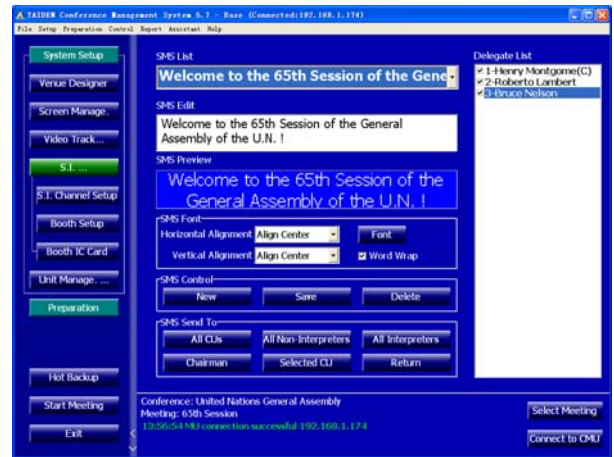 TAIDEN Conference Management System 5.7 - Base (Connected:192.168.1.174)
File Setup Preparation Control Report Assistant Help
System Setup
Venue Designer
Screen Manage.
Video Track...
S.I. ...
S.I. Channel Setup
Booth Setup
Booth IC Card
Unit Manage. ...
Preparation
Hot Backup
Start Meeting
Exit
SMS List
Welcome to the 65th Session of the Gene
SMS Edit
Welcome to the 65th Session of the General
Assembly of the U.N. !
SMS Preview
Welcome to the 65th Session of the
General Assembly of the U.N. !
SMS Font
Horizontal Alignment Align Center Font
Vertical Alignment Align Center Word Wrap
SMS Control
New Save Delete
SMS Send To
All CUs All Non-Interpreters All Interpreters
Chairman Selected CU Return
Delegate List
1-Henry Montgome(C)
2-Roberto Lambert
3-Bruce Nelson
Conference: United Nations General Assembly
Meeting: 65th Session
13:56:54 MU connection successful 192.168.1.174
Select Meeting
Connect to CMU